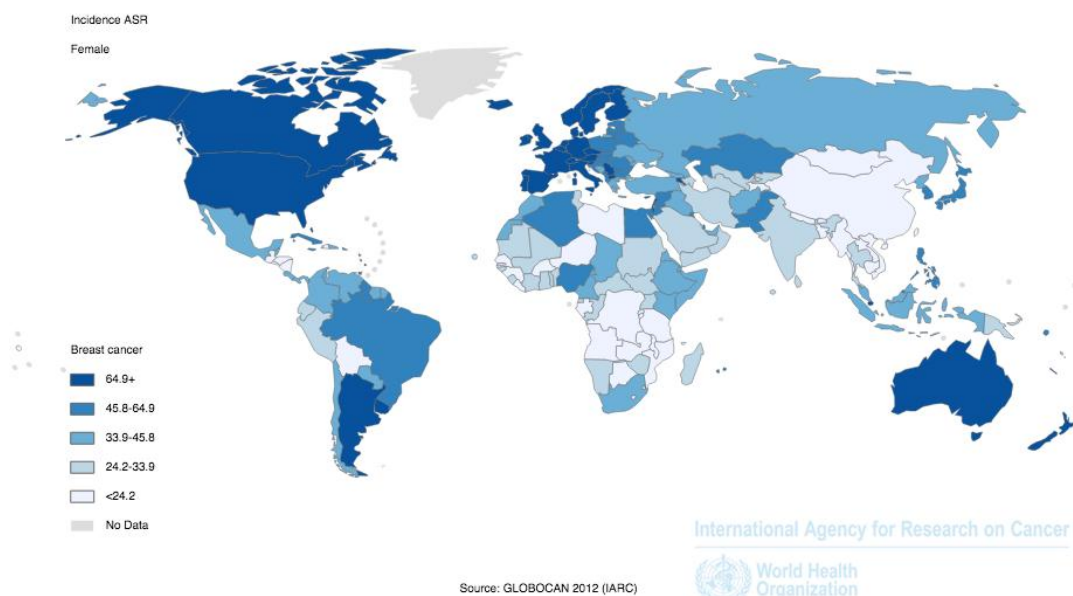 Incidence ASR
Female
Breast cancer
64.9+
45.8-64.9
33.9-45.8
24.2-33.9
<24.2
No Data
International Agency for Research on Cancer
World Health
Organization
Source: GLOBOCAN 2012 (IARC)